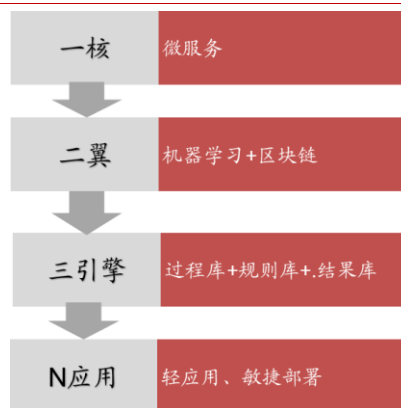 一核
微服务
二翼
机器学习+区块链
三引擎
过程库+规则库+.结果库
N应用
轻应用、敏捷部署